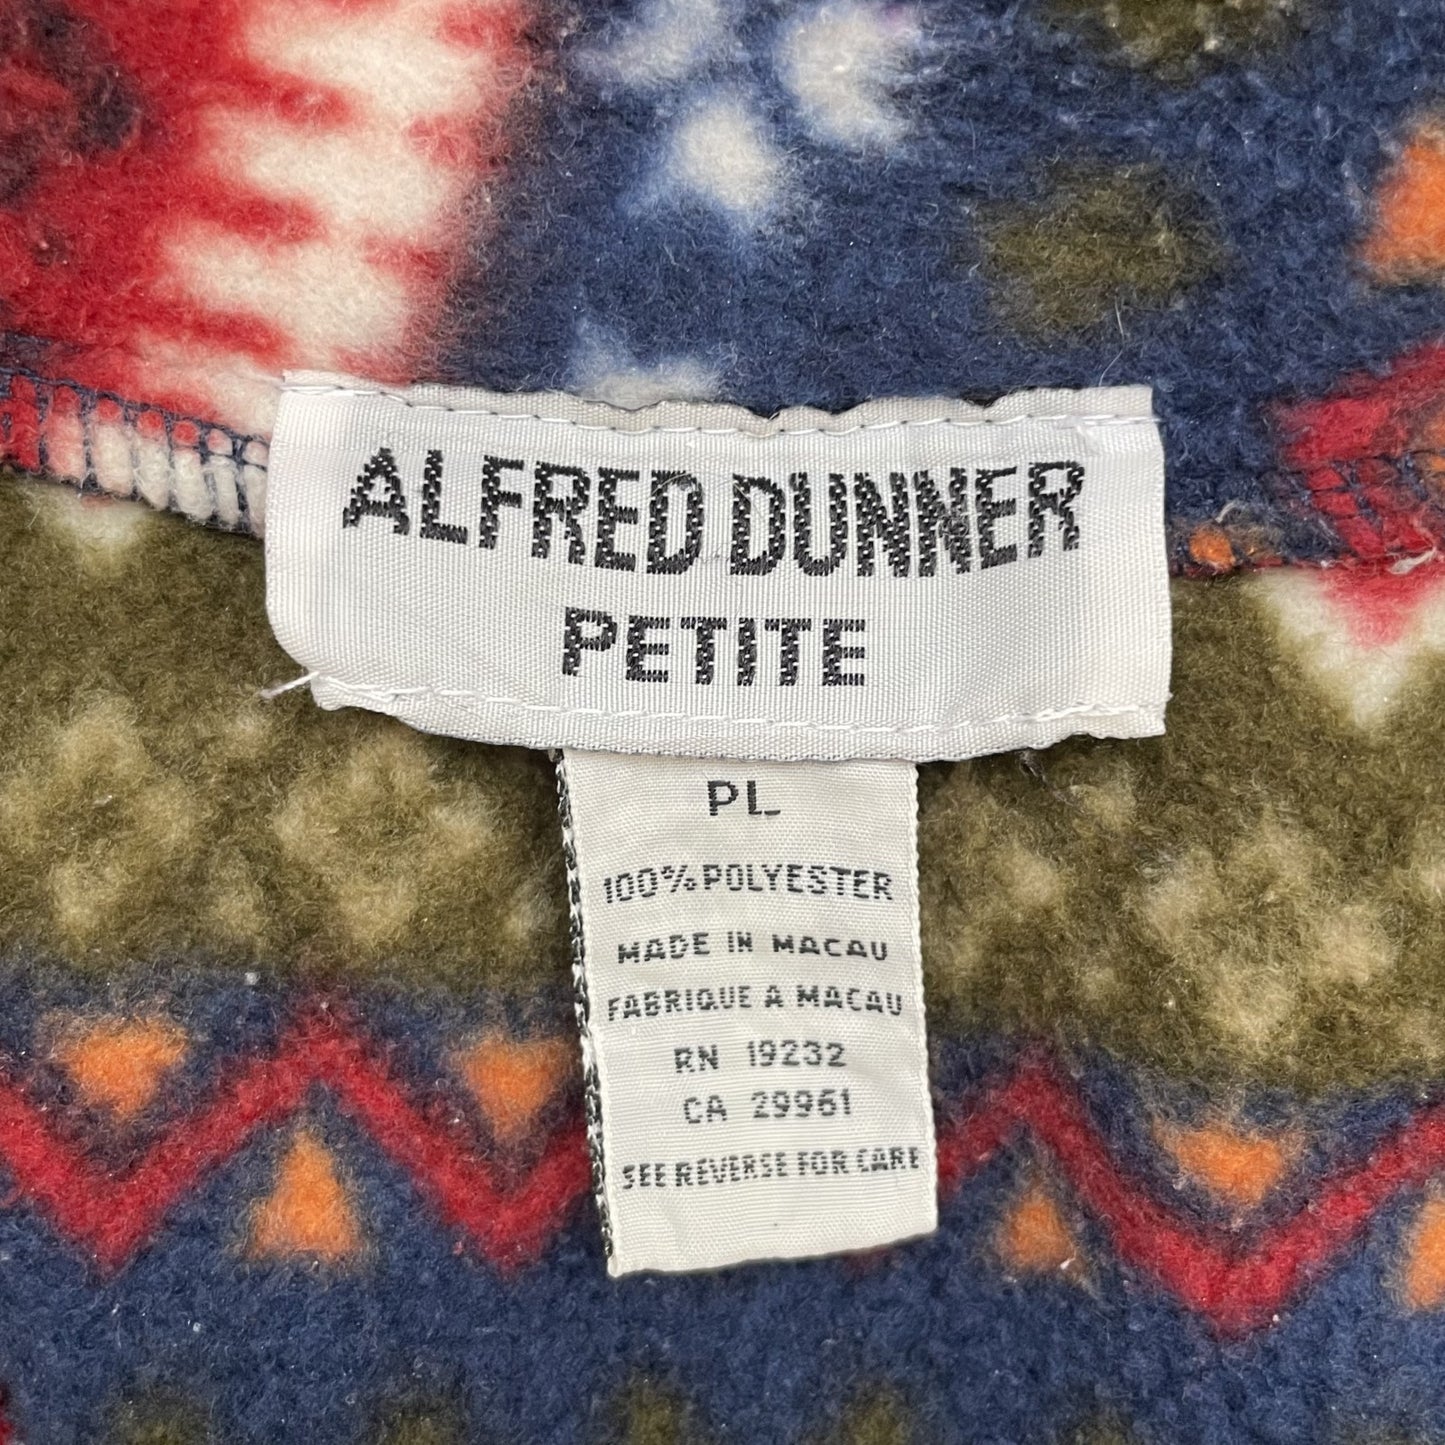 ALFRED DUNNER
PETITE
PL
100% POLYESTER
MADE IN MACAU
FABRIQUE A MACAU
RN 19232
CA 29961
SEE REVERSE FOR CARE